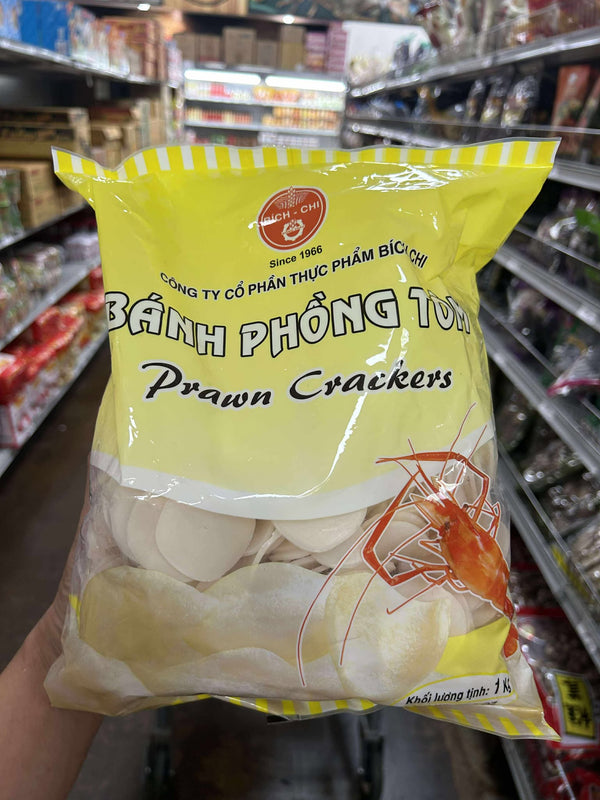 BÍCH - CHI
Since 1966
CÔNG TY CỔ PHẦN THỰC PHẨM BÍCH CHI
BÁNH PHỒNG TÔM
Prawn Crackers
Khối lượng tịnh: 1 KG